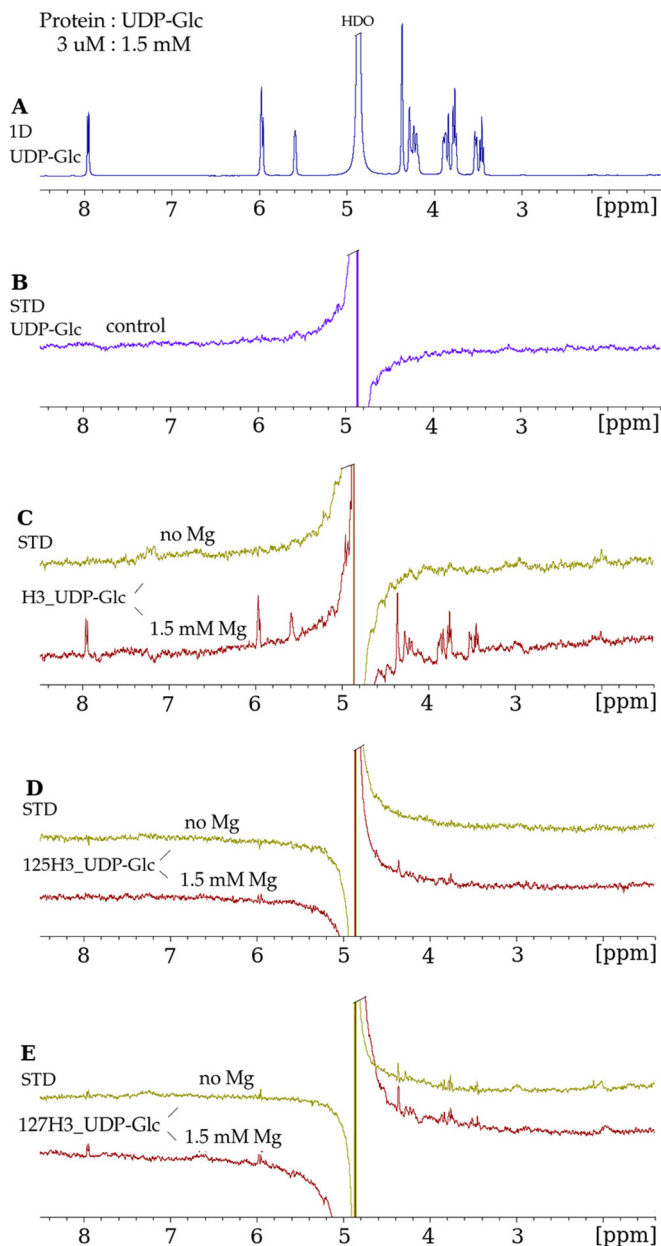 Protein : UDP-Glc
3 uM : 1.5 mM
HDO
A
1D
UDP-Glc
8 7 6 5 4 3 [ppm]
B
STD
UDP-Glc control
8 7 6 5 4 3 [ppm]
C
STD
no Mg
H3_UDP-Glc
1.5 mM Mg
8 7 6 5 4 3 [ppm]
D
STD
no Mg
125H3_UDP-Glc
1.5 mM Mg
8 7 6 5 4 3 [ppm]
E
STD
no Mg
127H3_UDP-Glc
1.5 mM Mg
8 7 6 5 4 3 [ppm]